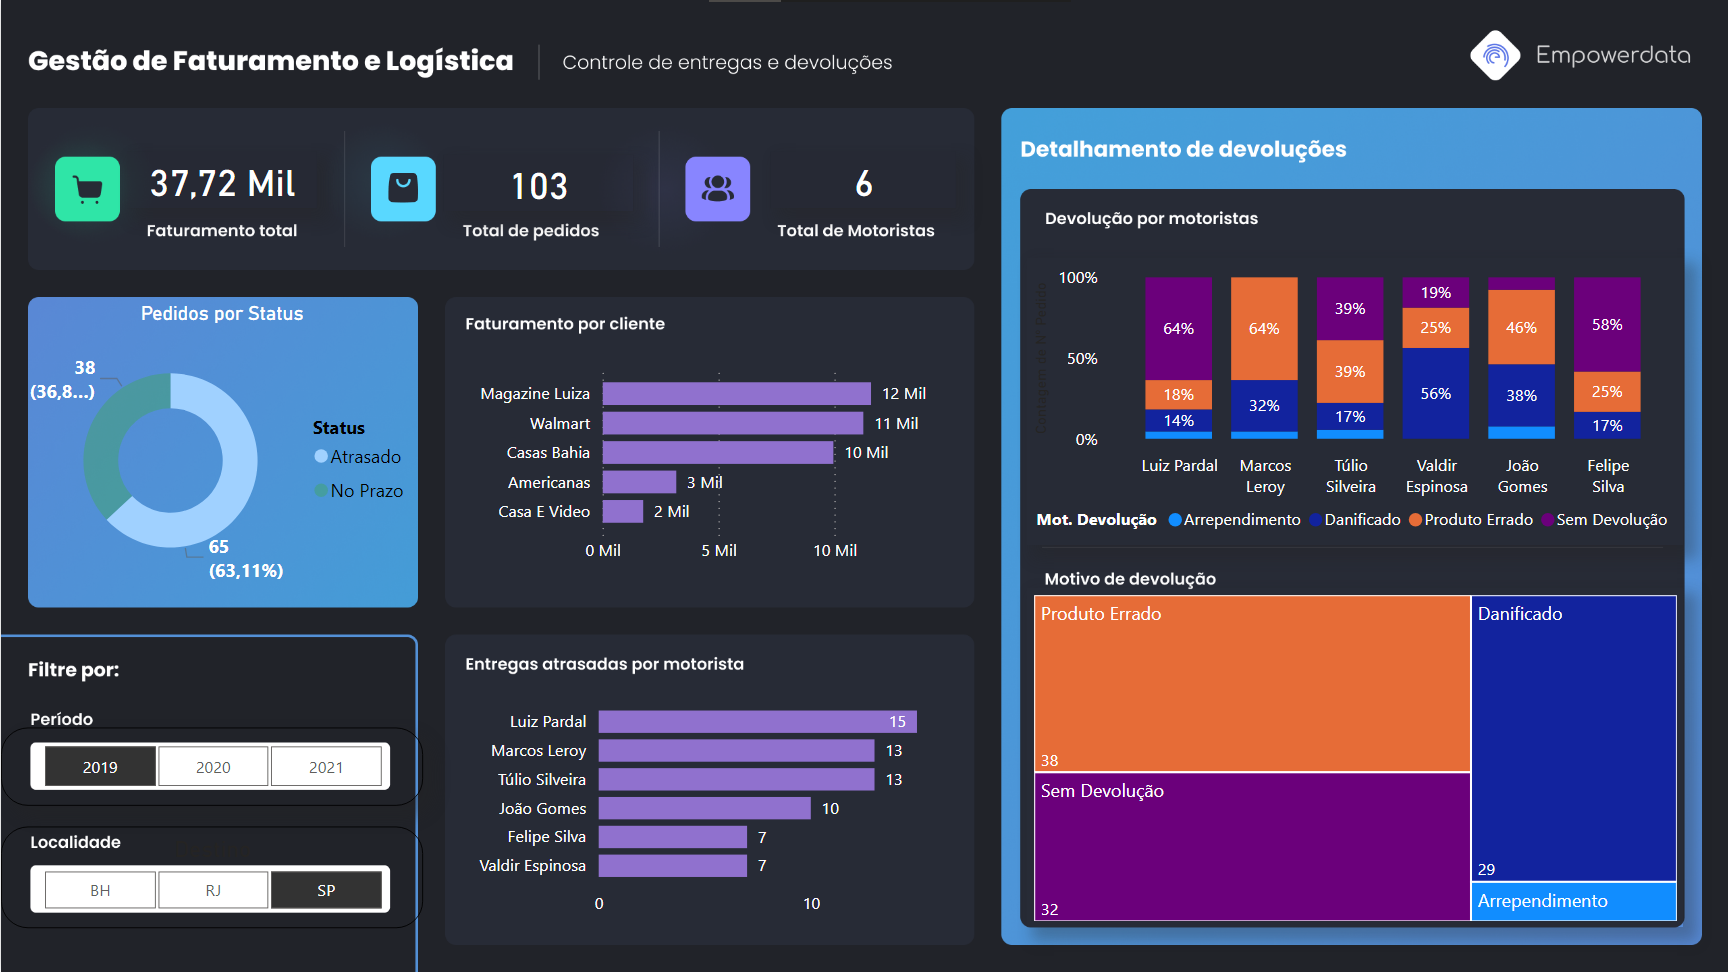 Gestão de Faturamento e Logística
Controle de entregas e devoluções
Empowerdata
37,72 Mil
Faturamento total
103
Total de pedidos
6
Total de Motoristas
Pedidos por Status
38
(36,8...)
65
(63,11%)
Status
Atrasado
No Prazo
Faturamento por cliente
Magazine Luiza 12 Mil
Walmart 11 Mil
Casas Bahia 10 Mil
Americanas 3 Mil
Casa E Video 2 Mil
0 Mil 5 Mil 10 Mil
Filtre por:
Período
2019 2020 2021
Localidade
BH RJ SP
Entregas atrasadas por motorista
Luiz Pardal 15
Marcos Leroy 13
Túlio Silveira 13
João Gomes 10
Felipe Silva 7
Valdir Espinosa 7
0 10
Detalhamento de devoluções
Devolução por motoristas
Contagem de N° Pedido
100%
50%
0%
64% 18% 14%
64% 32%
39% 39% 17%
19% 25% 56%
46% 38%
58% 25% 17%
Luiz Pardal Marcos Túlio Valdir João Felipe
Leroy Silveira Espinosa Gomes Silva
Mot. Devolução Arrependimento Danificado Produto Errado Sem Devolução
Motivo de devolução
Produto Errado
38
Sem Devolução
32
Danificado
29
Arrependimento